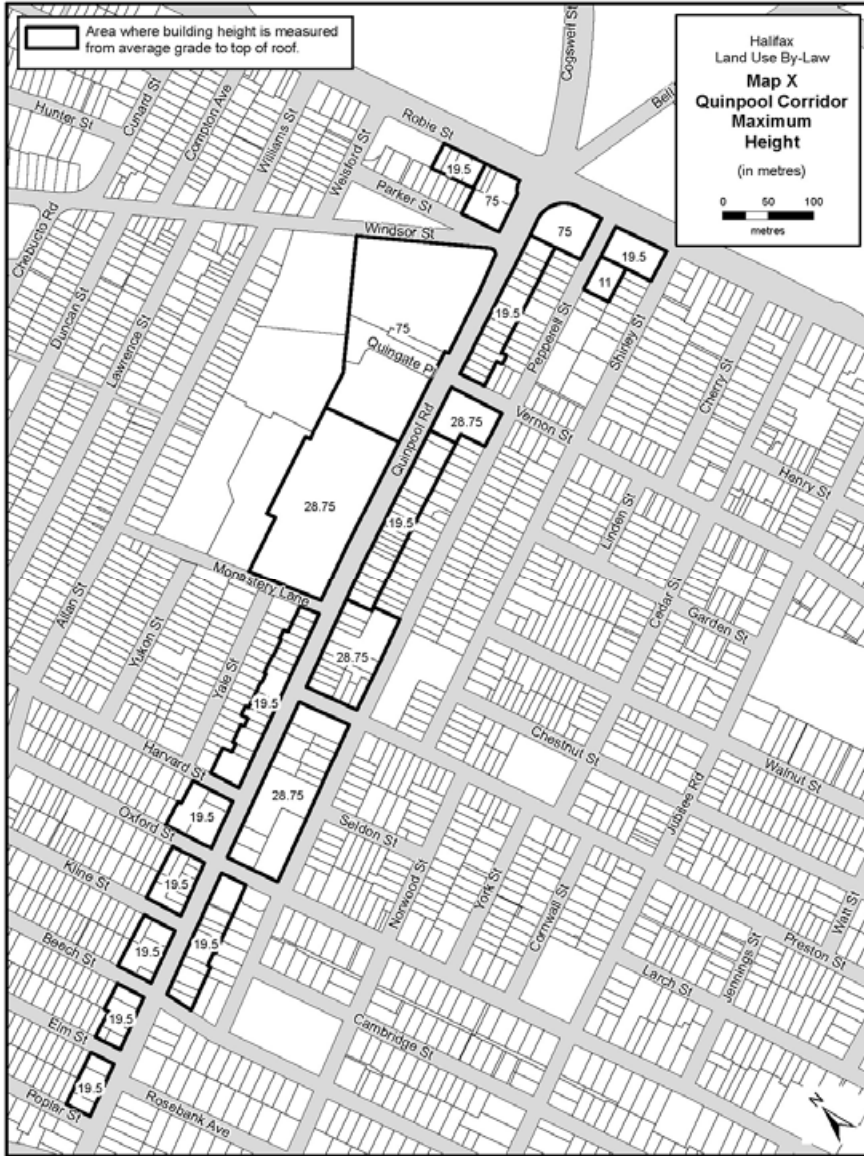 Area where building height is measured
from average grade to top of roof.
Halifax
Land Use By-Law
Map X
Quinpool Corridor
Maximum
Height
(in metres)
0 50 100
metres
Cogswell St
Bell
Hunter St
Cunard St
Compton Ave
Williams St
Welsford St
Robie St
19.5
75
Parker St
Windsor St
Chebucto Rd
75
19.5
11
Duncan St
Lawrence St
75
Quingate Pl
19.5
Pepperell St
Shirley St
Cherry St
Quinpool Rd
28.75
Vernon St
Henry St
28.75
19.5
Linden St
Monastery Lane
Cedar St
Garden St
Allan St
Yukon St
Yale St
28.75
19.5
Harvard St
28.75
Chestnut St
Walnut St
Jubilee Rd
Oxford St
19.5
Seldon St
Kline St
19.5
Norwood St
York St
Cornwall St
Watt St
Preston St
Beech St
19.5
19.5
Larch St
Jennings St
Elm St
19.5
Cambridge St
19.5
Poplar St
Rosebank Ave
N